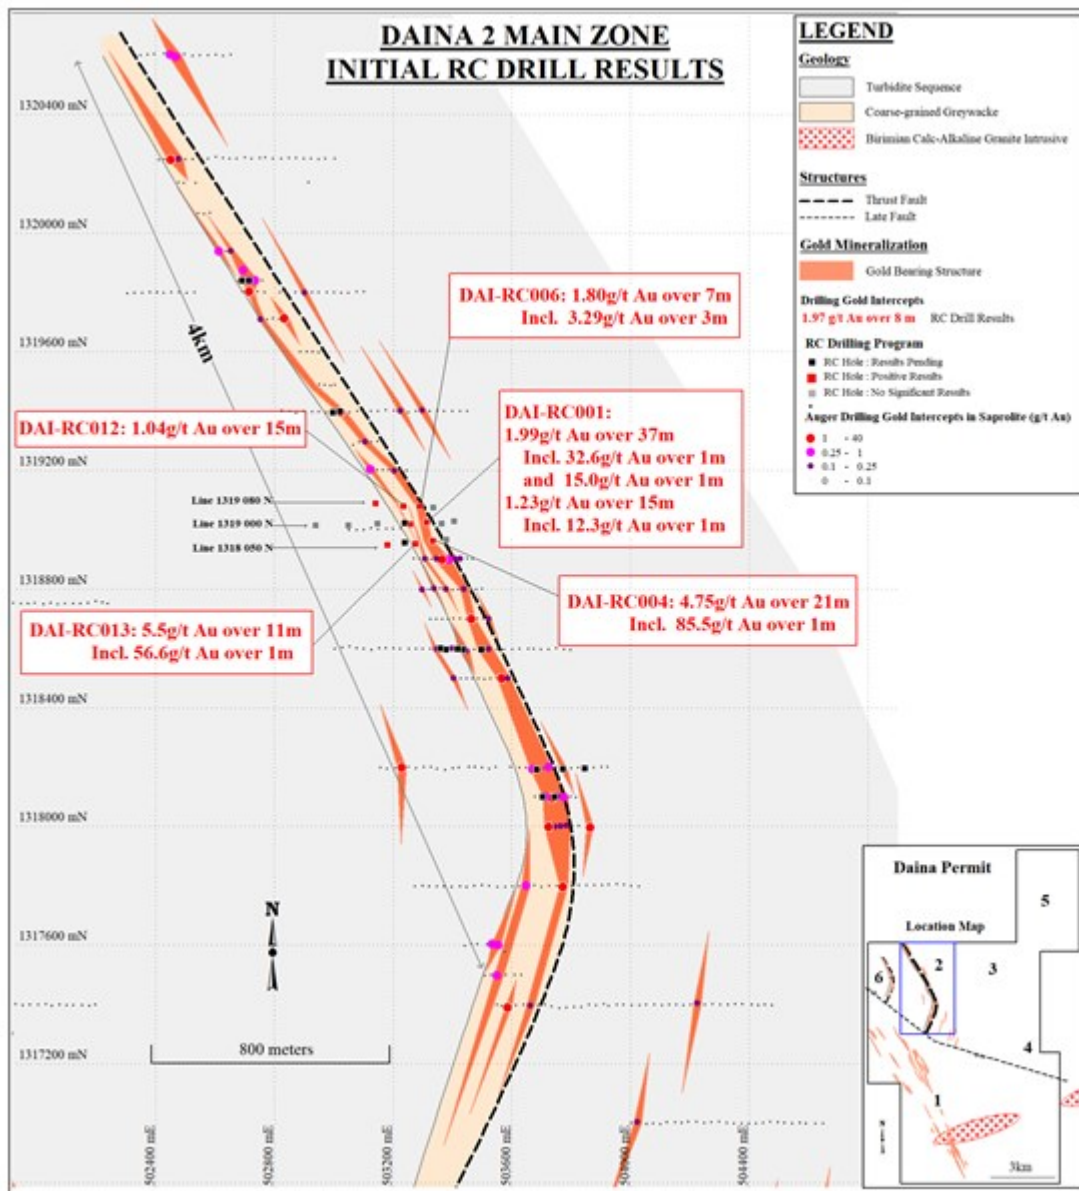 DAINA 2 MAIN ZONE
INITIAL RC DRILL RESULTS
LEGEND
Geology
Turbidite Sequence
Coarse-grained Greywacke
Birimian Calc-Alkaline Granite Intrusive
Structures
Thrust Fault
Late Fault
Gold Mineralization
Gold Bearing Structure
Drilling Gold Intercepts
1.97 g/t Au over 8 m RC Drill Results
RC Drilling Program
RC Hole : Results Pending
RC Hole : Positive Results
RC Hole : No Significant Results
Auger Drilling Gold Intercepts in Saprolite (g/t Au)
1 - 40
0.25 - 1
0.1 - 0.25
0 - 0.1
1320400 mN
1320000 mN
1319600 mN
1319200 mN
1318800 mN
1318400 mN
1318000 mN
1317600 mN
1317200 mN
4km
DAI-RC006: 1.80g/t Au over 7m
Incl. 3.29g/t Au over 3m
DAI-RC001:
1.99g/t Au over 37m
Incl. 32.6g/t Au over 1m
and 15.0g/t Au over 1m
1.23g/t Au over 15m
Incl. 12.3g/t Au over 1m
DAI-RC012: 1.04g/t Au over 15m
Line 1319 080 N
Line 1319 000 N
Line 1318 050 N
DAI-RC004: 4.75g/t Au over 21m
Incl. 85.5g/t Au over 1m
DAI-RC013: 5.5g/t Au over 11m
Incl. 56.6g/t Au over 1m
N
800 meters
502400 mE
502800 mE
503200 mE
503600 mE
504000 mE
504400 mE
Daina Permit
Location Map
5
2
3
6
4
1
3km